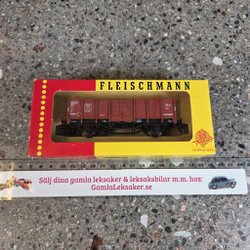 FLEISCHMANN
Sälj dina gamla leksaker & leksaksbilar m.m. hos:
GamlaLeksaker.se